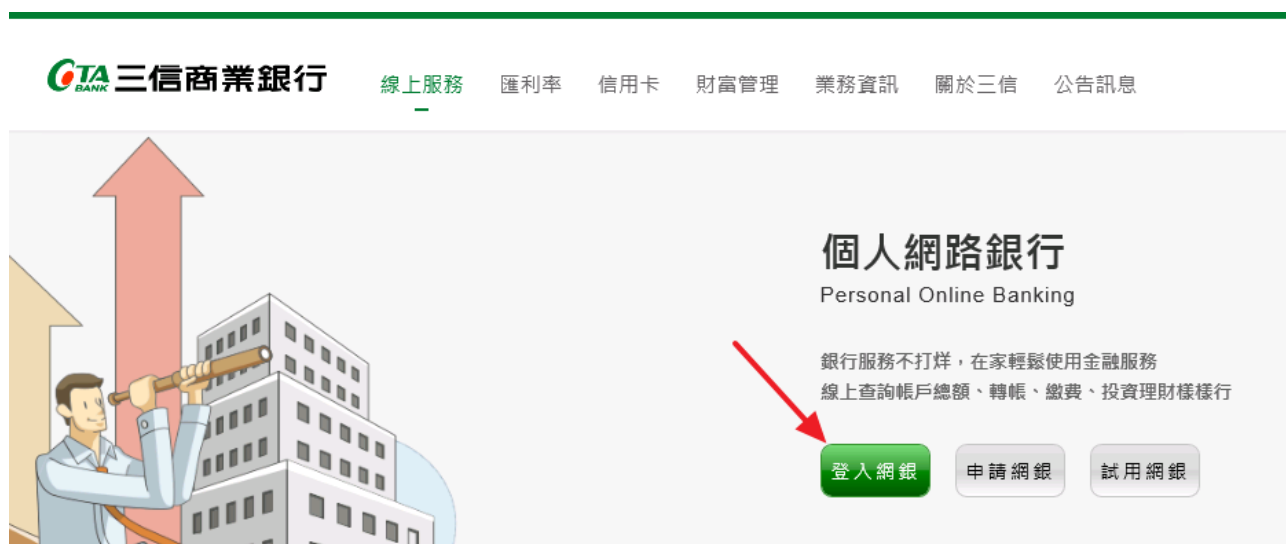 COTA BANK 三信商業銀行
線上服務 匯利率 信用卡 財富管理 業務資訊 關於三信 公告訊息
個人網路銀行
Personal Online Banking
銀行服務不打烊，在家輕鬆使用金融服務
線上查詢帳戶總額、轉帳、繳費、投資理財樣樣行
登入網銀 申請網銀 試用網銀